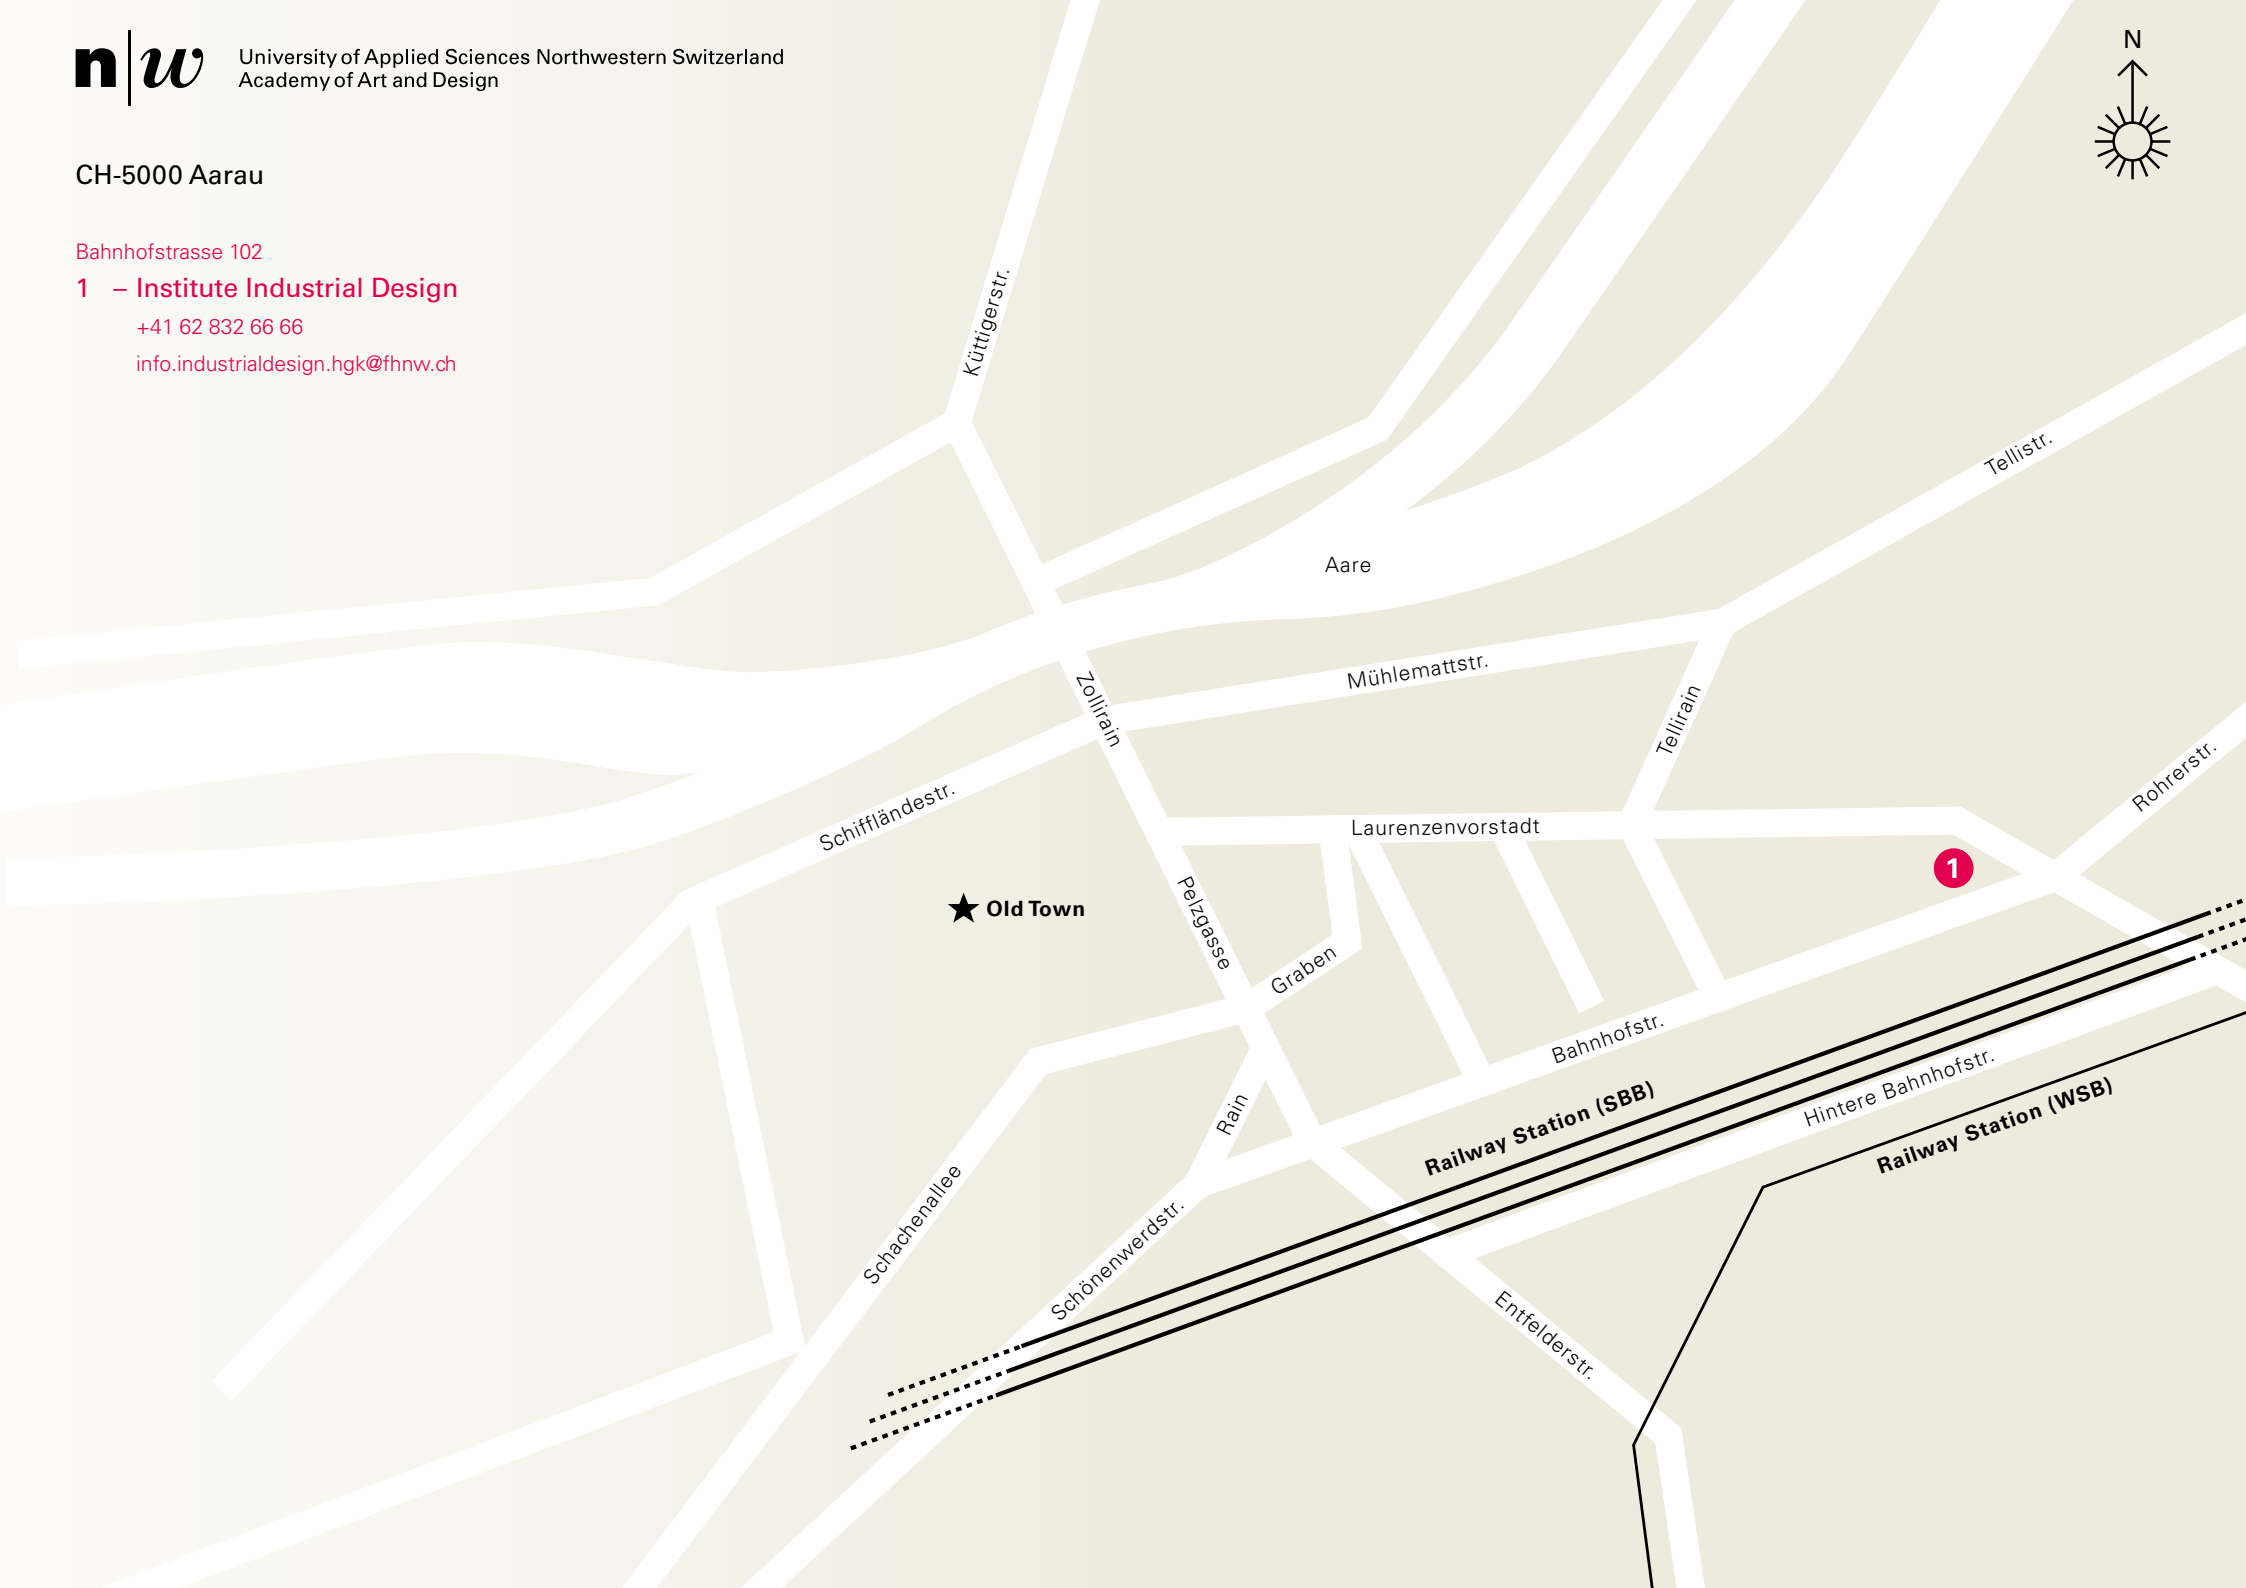 n|w
University of Applied Sciences Northwestern Switzerland
Academy of Art and Design
N
CH-5000 Aarau
Bahnhofstrasse 102
1 – Institute Industrial Design
+41 62 832 66 66
info.industrialdesign.hgk@fhnw.ch
Küttigerstr.
Tellistr.
Aare
Mühlemattstr.
Zollirain
Tellirain
Rohrerstr.
Schiffländestr.
Laurenzenvorstadt
1
Old Town
Pelzgasse
Graben
Bahnhofstr.
Hintere Bahnhofstr.
Rain
Railway Station (SBB)
Railway Station (WSB)
Schachenallee
Schönenwerdstr.
Entfelderstr.